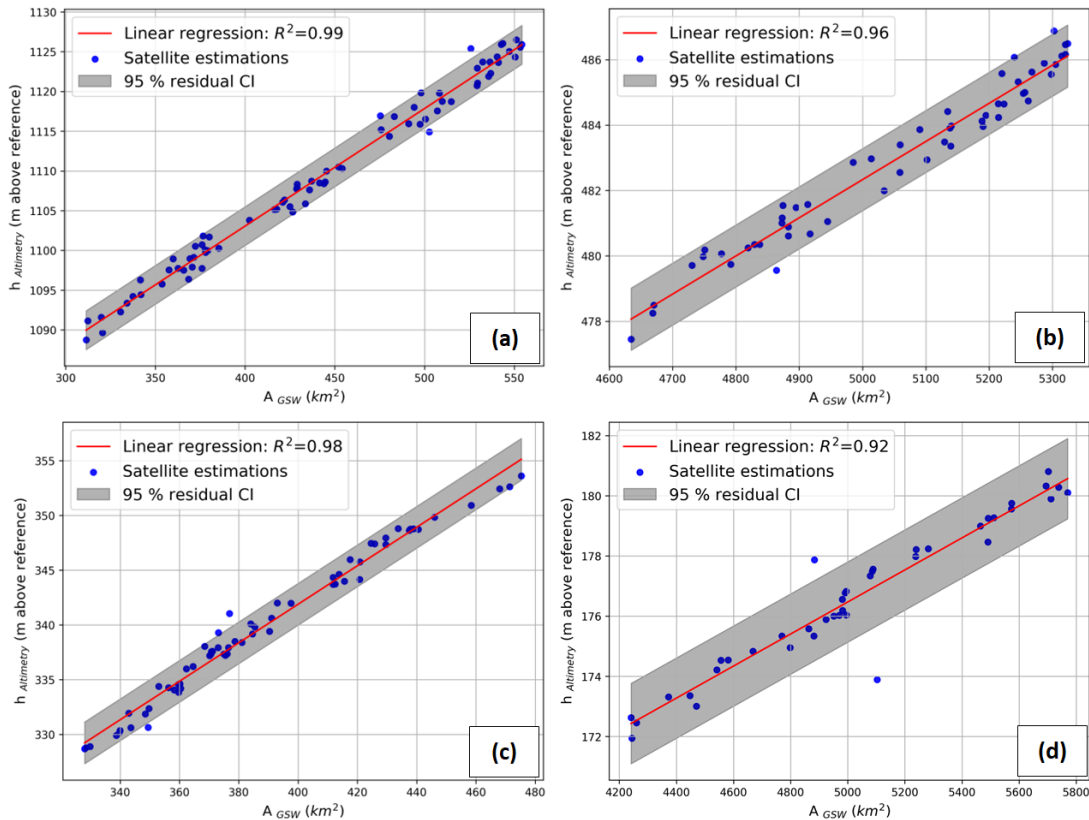 Linear regression: R²=0.99
Satellite estimations
95 % residual CI
1125
1120
1115
1110
1105
1100
1095
1090
h Altimetry (m above reference)
300 350 400 450 500 550
A GSW (km²)
(a)
Linear regression: R²=0.96
Satellite estimations
95 % residual CI
486
484
482
480
478
h Altimetry (m above reference)
4600 4700 4800 4900 5000 5100 5200 5300
A GSW (km²)
(b)
Linear regression: R²=0.98
Satellite estimations
95 % residual CI
355
350
345
340
335
330
h Altimetry (m above reference)
340 360 380 400 420 440 460 480
A GSW (km²)
(c)
Linear regression: R²=0.92
Satellite estimations
95 % residual CI
182
180
178
176
174
172
h Altimetry (m above reference)
4200 4400 4600 4800 5000 5200 5400 5600 5800
A GSW (km²)
(d)